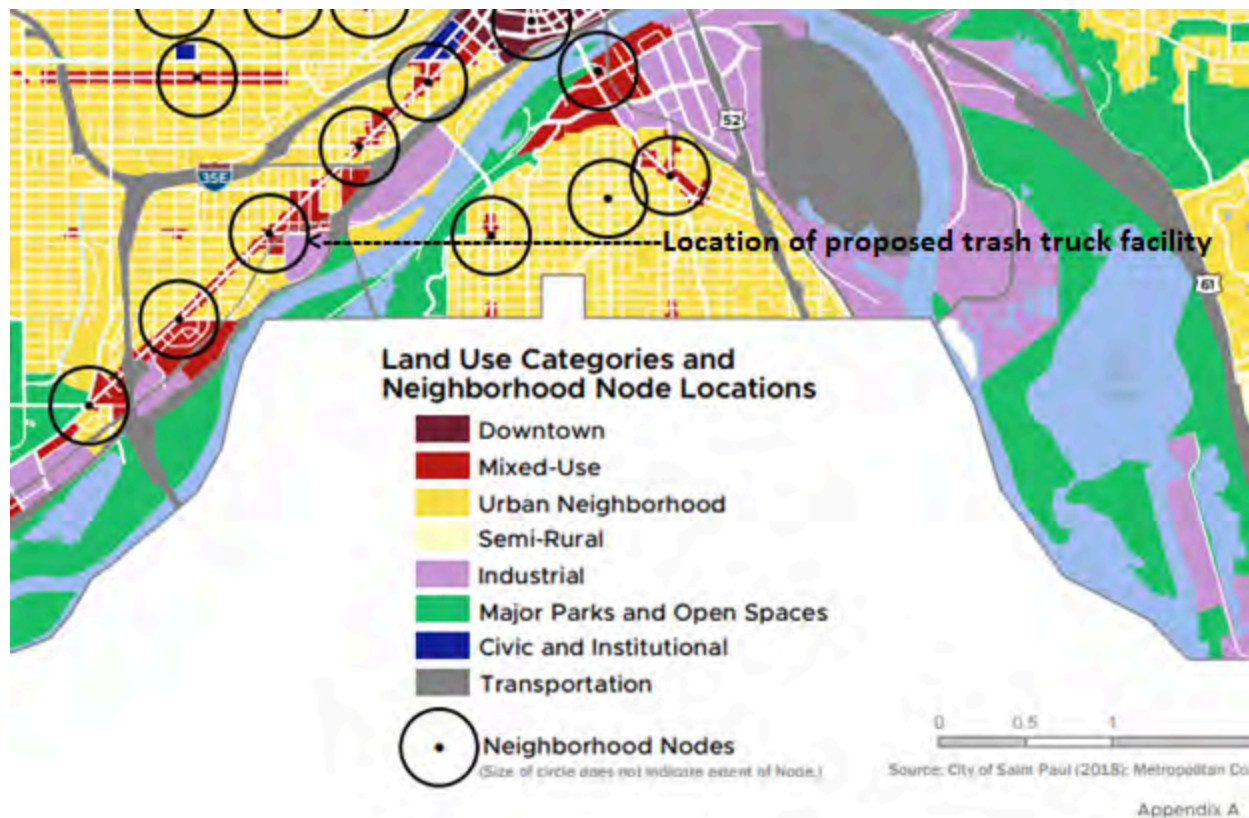 52
35E
Location of proposed trash truck facility
61
Land Use Categories and
Neighborhood Node Locations
Downtown
Mixed-Use
Urban Neighborhood
Semi-Rural
Industrial
Major Parks and Open Spaces
Civic and Institutional
Transportation
Neighborhood Nodes
(Size of circle does not indicate extent of Node.)
0 0.5 1
Source: City of Saint Paul (2018); Metropolitan Co
Appendix A